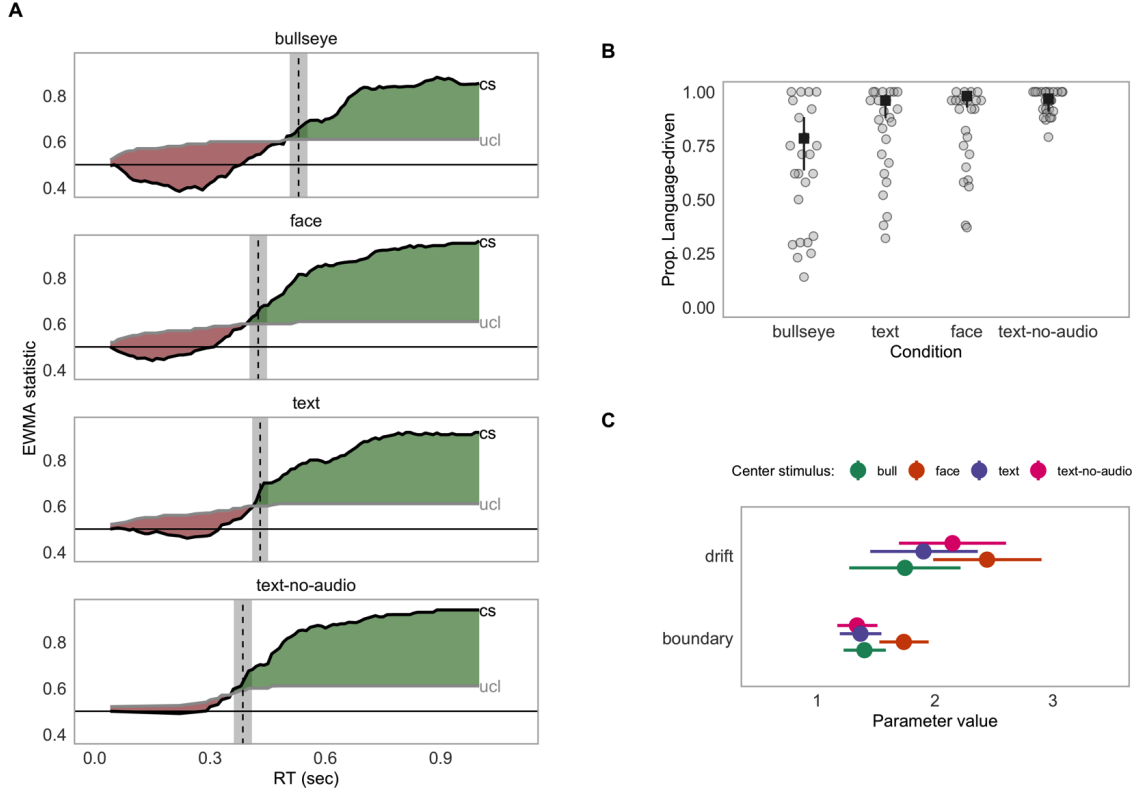 A
bullseye
0.8
0.6
0.4
cs
ucl
face
0.8
0.6
0.4
cs
ucl
text
0.8
0.6
0.4
cs
ucl
text-no-audio
0.8
0.6
0.4
cs
ucl
0.0 0.3 0.6 0.9
RT (sec)
EWMA statistic
B
1.00
0.75
0.50
0.25
0.00
Prop. Language-driven
bullseye text face text-no-audio
Condition
C
Center stimulus: bull face text text-no-audio
drift
boundary
1 2 3
Parameter value